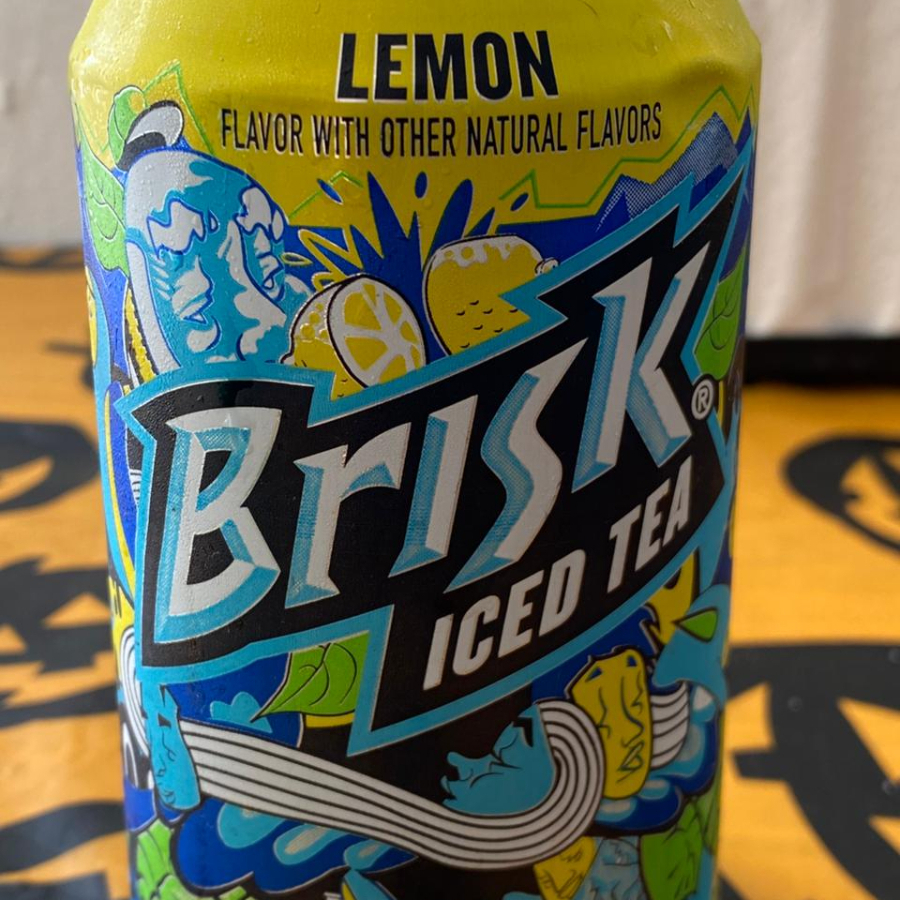 LEMON
FLAVOR WITH OTHER NATURAL FLAVORS
BrisK®
ICED TEA